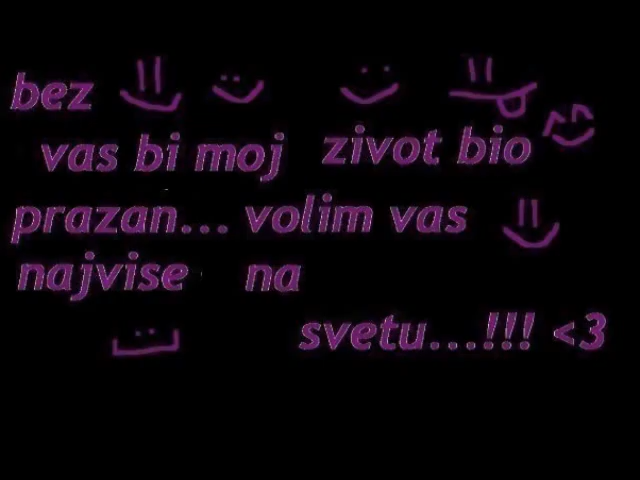 bez
vas bi moj zivot bio
prazan... volim vas
najvise na
svetu...!!! <3